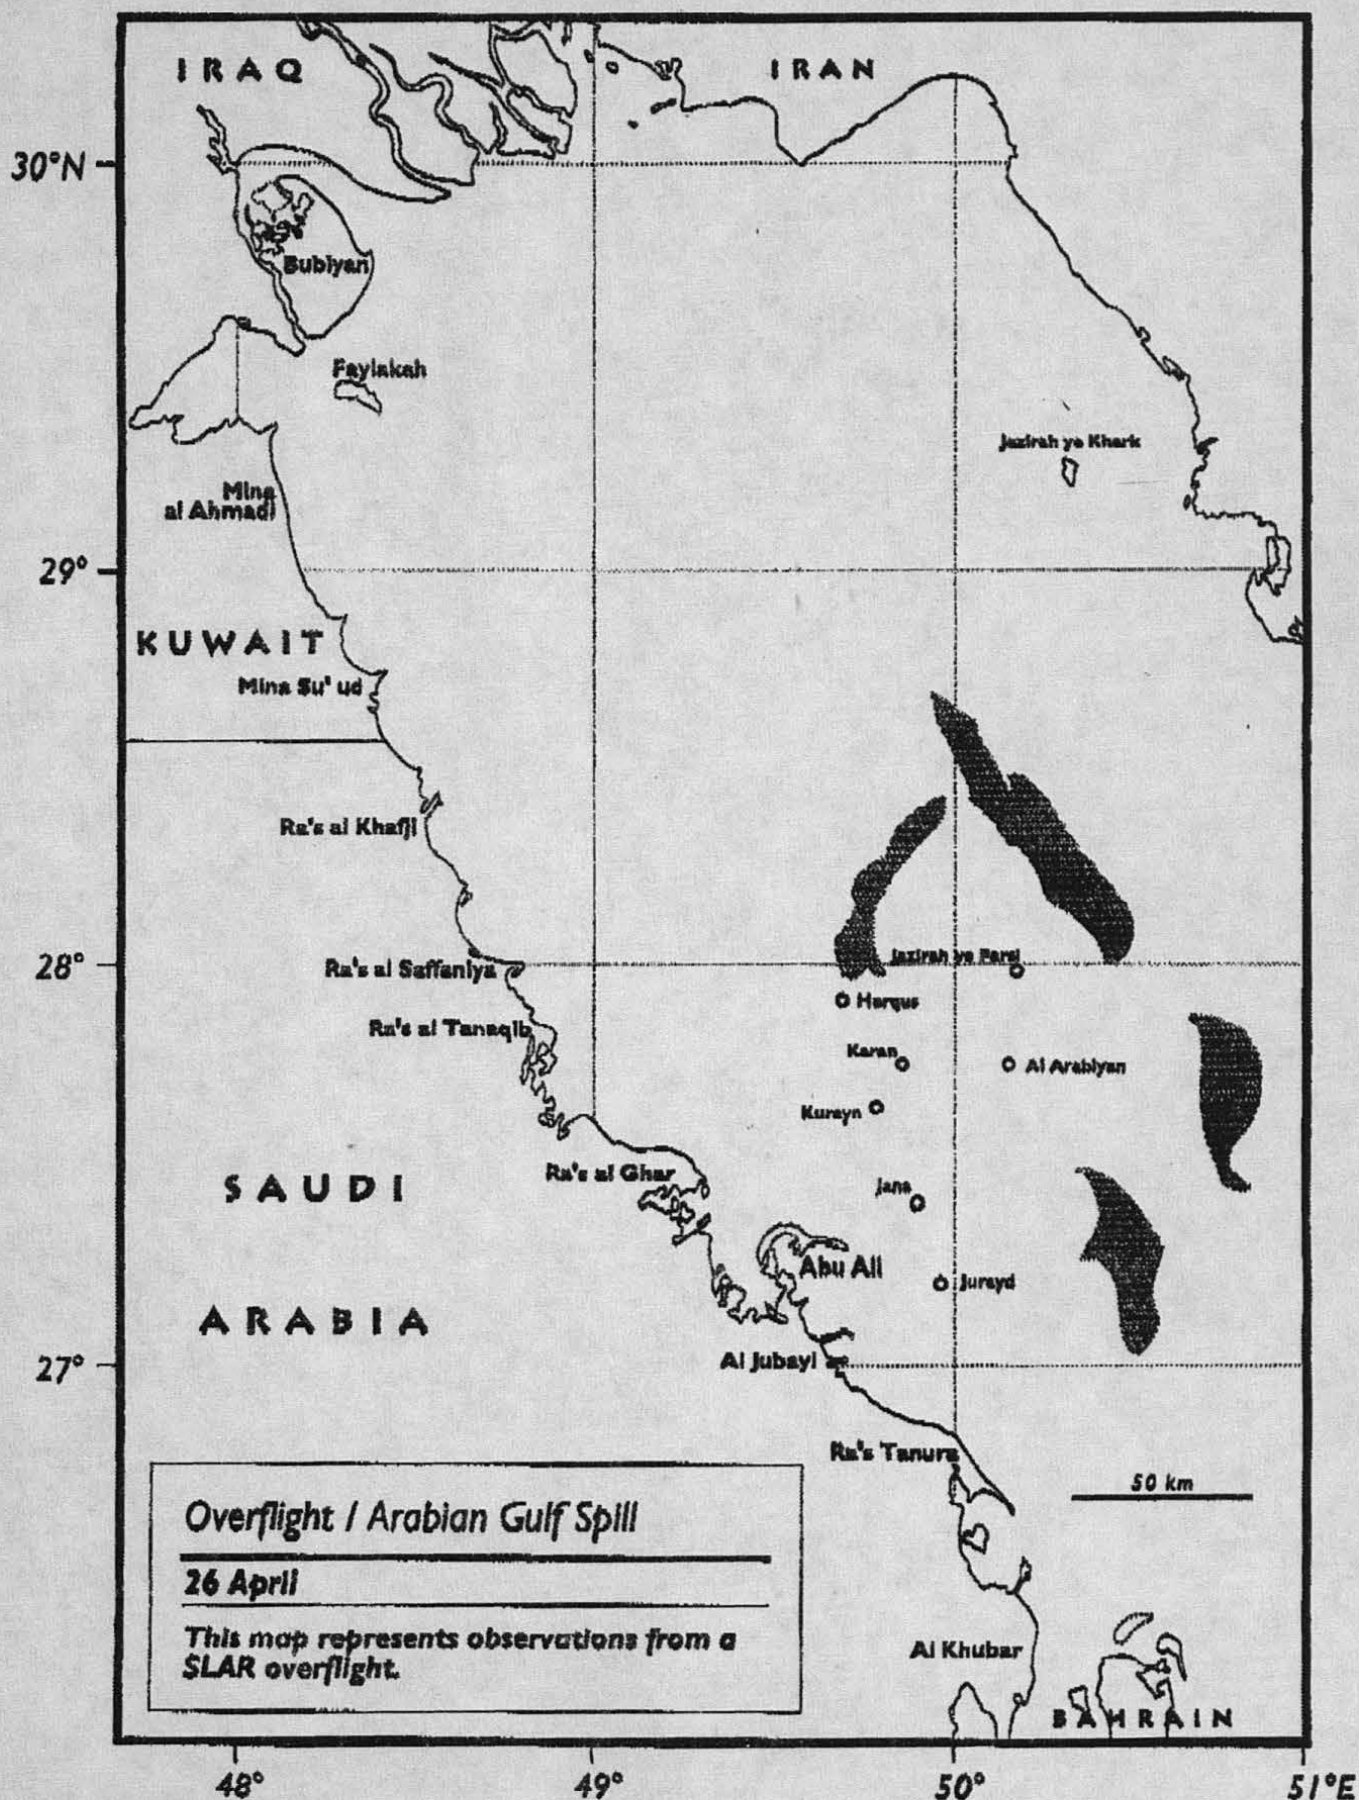 IRAQ
IRAN
30°N
Bubiyan
Faylakah
Jazirah ye Khark
Mina
al Ahmadi
29°
KUWAIT
Mina Su' ud
Ra's al Khafji
28°
Ra's al Saffaniya
Jazirah ye Farsi
Harqus
Ra's al Tanaqib
Karan
Al Arabiyan
Kurayn
Ra's al Ghar
SAUDI
Jana
Abu Ali
Jurayd
ARABIA
27°
Al Jubayl
Ra's Tanura
50 km
Overflight / Arabian Gulf Spill
26 April
This map represents observations from a
SLAR overflight.
Al Khubar
BAHRAIN
48°
49°
50°
51°E